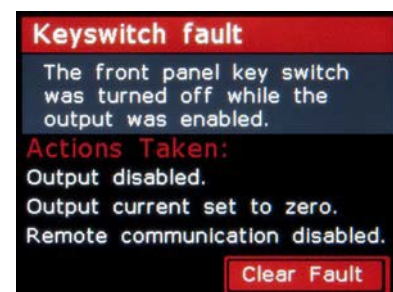 Keyswitch fault
The front panel key switch
was turned off while the
output was enabled.
Actions Taken:
Output disabled.
Output current set to zero.
Remote communication disabled.
Clear Fault